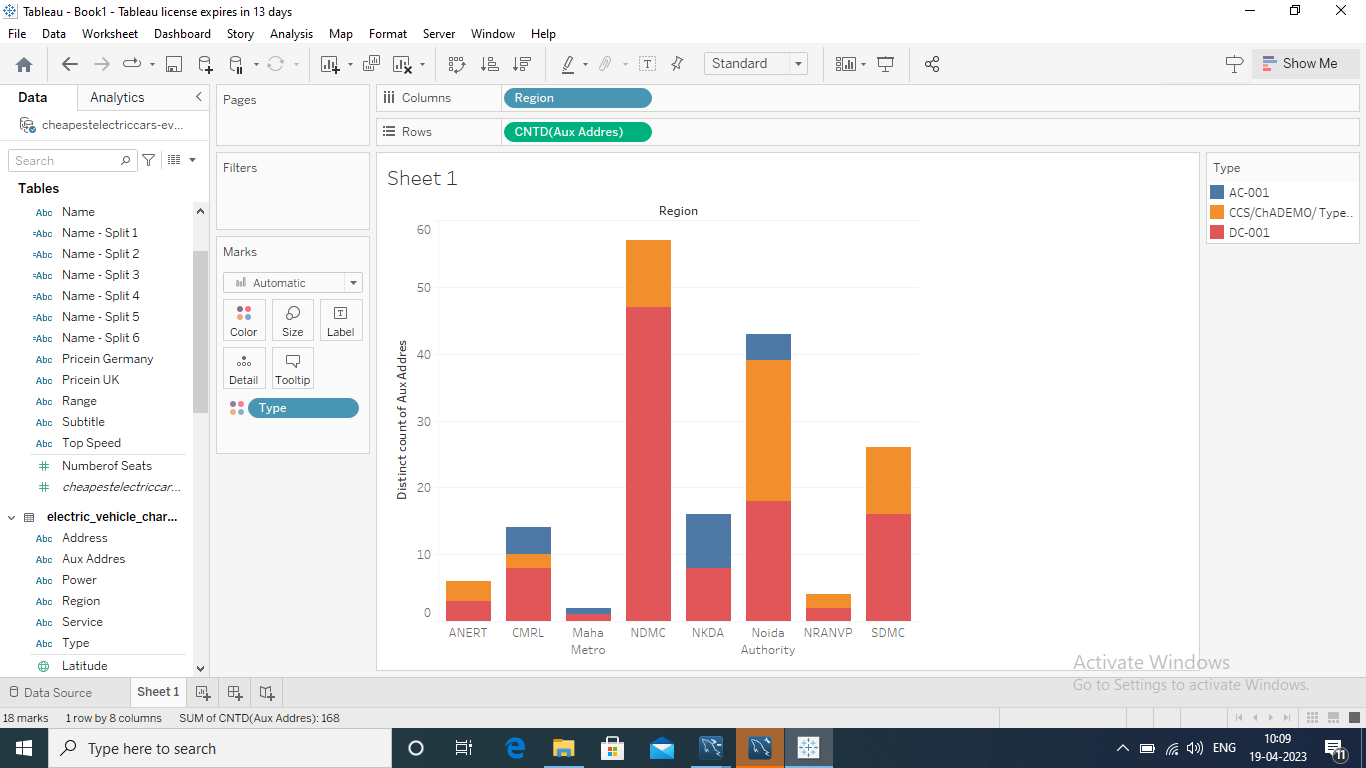 Tableau - Book1 - Tableau license expires in 13 days
File Data Worksheet Dashboard Story Analysis Map Format Server Window Help
Standard
Show Me
Data Analytics
cheapestelectriccars-ev...
Search
Tables
Abc Name
=Abc Name - Split 1
=Abc Name - Split 2
=Abc Name - Split 3
=Abc Name - Split 4
=Abc Name - Split 5
=Abc Name - Split 6
Abc Pricein Germany
Abc Pricein UK
Abc Range
Abc Subtitle
Abc Top Speed
# Numberof Seats
# cheapestelectriccar...
electric_vehicle_char...
Abc Address
Abc Aux Addres
Abc Power
Abc Region
Abc Service
Abc Type
Latitude
Pages
Filters
Marks
Automatic
Color Size Label
Detail Tooltip
Type
Columns Region
Rows CNTD(Aux Addres)
Sheet 1
Region
60
50
40
30
20
10
0
Distinct count of Aux Addres
ANERT CMRL Maha Metro NDMC NKDA Noida Authority NRANVP SDMC
Type
AC-001
CCS/ChADEMO/ Type..
DC-001
Activate Windows
Go to Settings to activate Windows.
Data Source Sheet 1
18 marks 1 row by 8 columns SUM of CNTD(Aux Addres): 168
Type here to search
ENG
10:09
19-04-2023
11